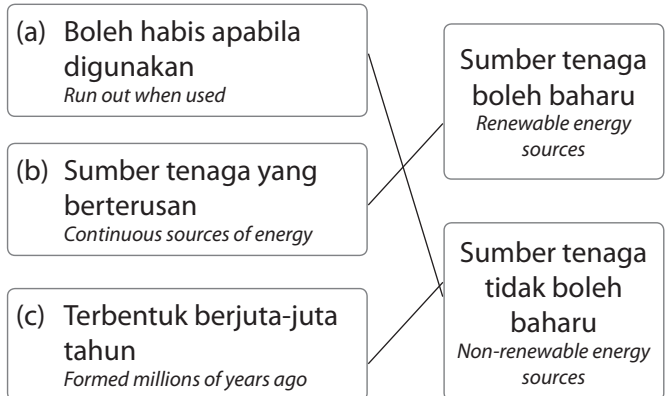 (a) Boleh habis apabila
digunakan
Run out when used
(b) Sumber tenaga yang
berterusan
Continuous sources of energy
(c) Terbentuk berjuta-juta
tahun
Formed millions of years ago
Sumber tenaga
boleh baharu
Renewable energy
sources
Sumber tenaga
tidak boleh
baharu
Non-renewable energy
sources